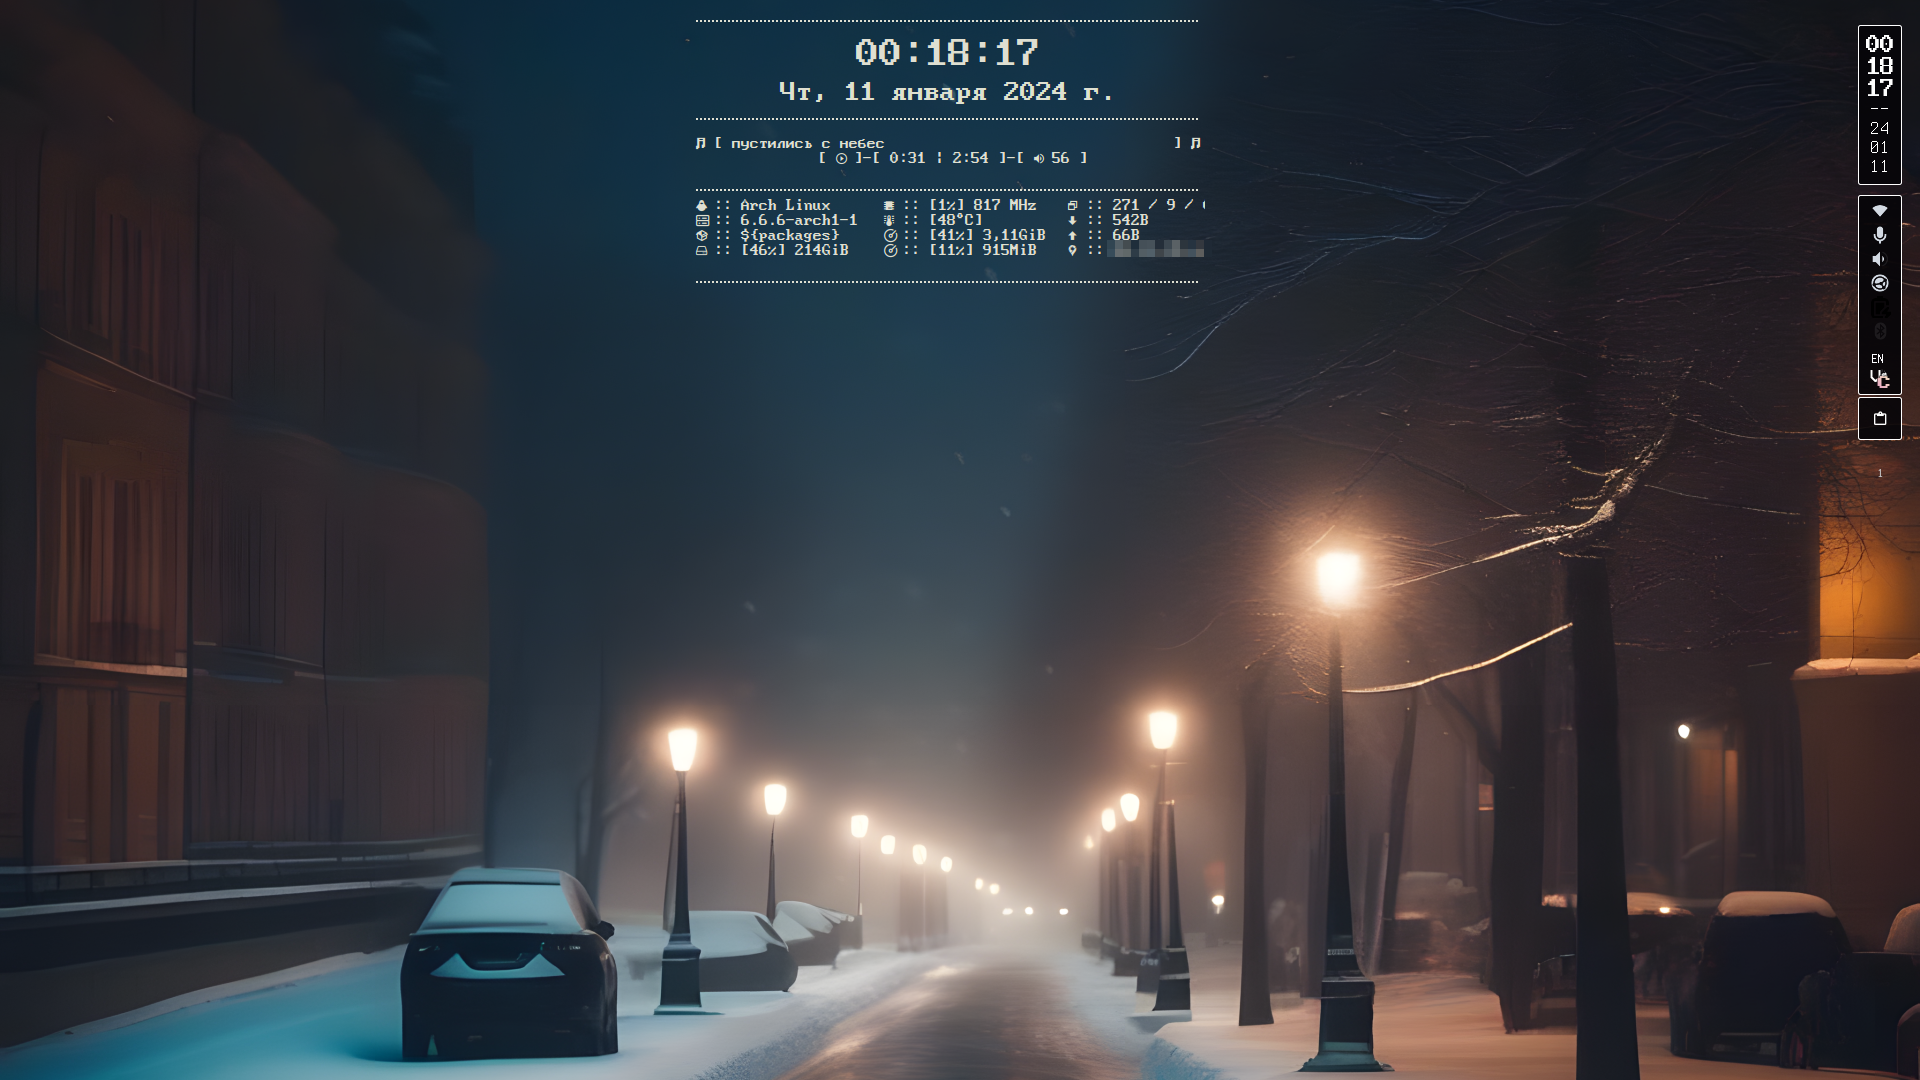 00:18:17
Чт, 11 января 2024 г.
[ пустились с небес ]
[ ]-[ 0:31 ¦ 2:54 ]-[ 56 ]
:: Arch Linux :: [1%] 817 MHz :: 271 / 9 /
:: 6.6.6-arch1-1 :: [48°C] :: 542B
:: ${packages} :: [41%] 3,11GiB :: 66B
:: [46%] 214GiB :: [11%] 915MiB ::
00
18
17
--
24
01
11
EN
1